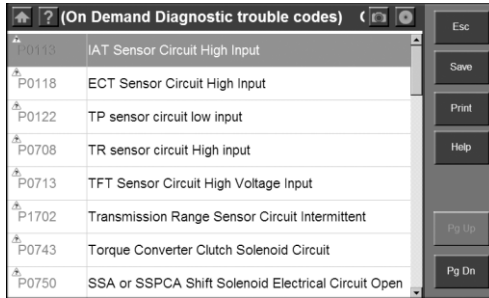 ? (On Demand Diagnostic trouble codes) (
Esc
P0113 IAT Sensor Circuit High Input
Save
P0118 ECT Sensor Circuit High Input
P0122 TP sensor circuit low input
Print
P0708 TR sensor circuit High input
Help
P0713 TFT Sensor Circuit High Voltage Input
P1702 Transmission Range Sensor Circuit Intermittent
Pg Up
P0743 Torque Converter Clutch Solenoid Circuit
Pg Dn
P0750 SSA or SSPCA Shift Solenoid Electrical Circuit Open